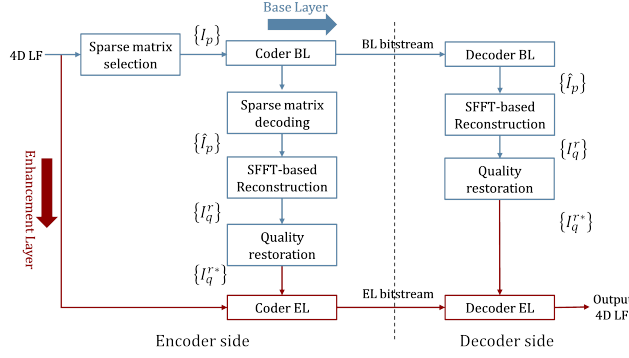 Base Layer
4D LF
Sparse matrix
selection
{I_p}
Coder BL
BL bitstream
Decoder BL
Sparse matrix
decoding
{Î_p}
{Î_p}
SFFT-based
Reconstruction
SFFT-based
Reconstruction
{I_q^r}
{I_q^r}
Quality
restoration
Quality
restoration
{I_q^{r*}}
{I_q^{r*}}
Enhancement Layer
Coder EL
EL bitstream
Decoder EL
Output
4D LF
Encoder side
Decoder side